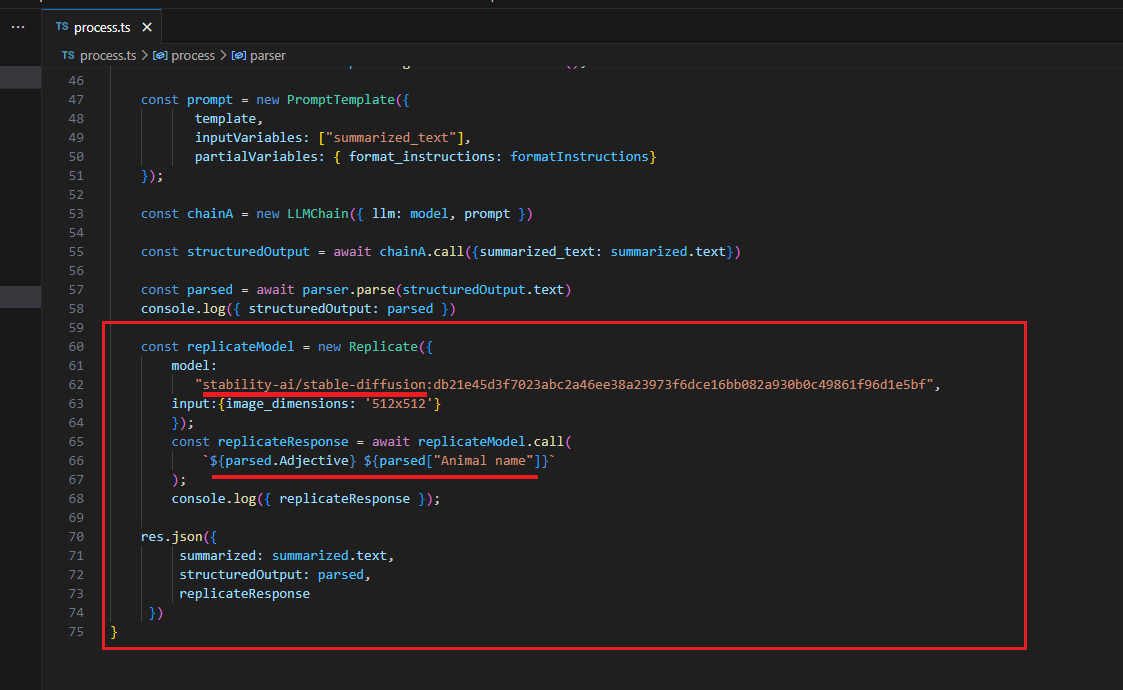 TS process.ts ×
TS process.ts > process > parser
46
47 const prompt = new PromptTemplate({
48 template,
49 inputVariables: ["summarized_text"],
50 partialVariables: { format_instructions: formatInstructions}
51 });
52
53 const chainA = new LLMChain({ llm: model, prompt })
54
55 const structuredOutput = await chainA.call({summarized_text: summarized.text})
56
57 const parsed = await parser.parse(structuredOutput.text)
58 console.log({ structuredOutput: parsed })
59
60 const replicateModel = new Replicate({
61 model:
62 "stability-ai/stable-diffusion:db21e45d3f7023abc2a46ee38a23973f6dce16bb082a930b0c49861f96d1e5bf",
63 input:{image_dimensions: '512x512'}
64 });
65 const replicateResponse = await replicateModel.call(
66 `${parsed.Adjective} ${parsed["Animal name"]}`
67 );
68 console.log({ replicateResponse });
69
70 res.json({
71 summarized: summarized.text,
72 structuredOutput: parsed,
73 replicateResponse
74 })
75 }